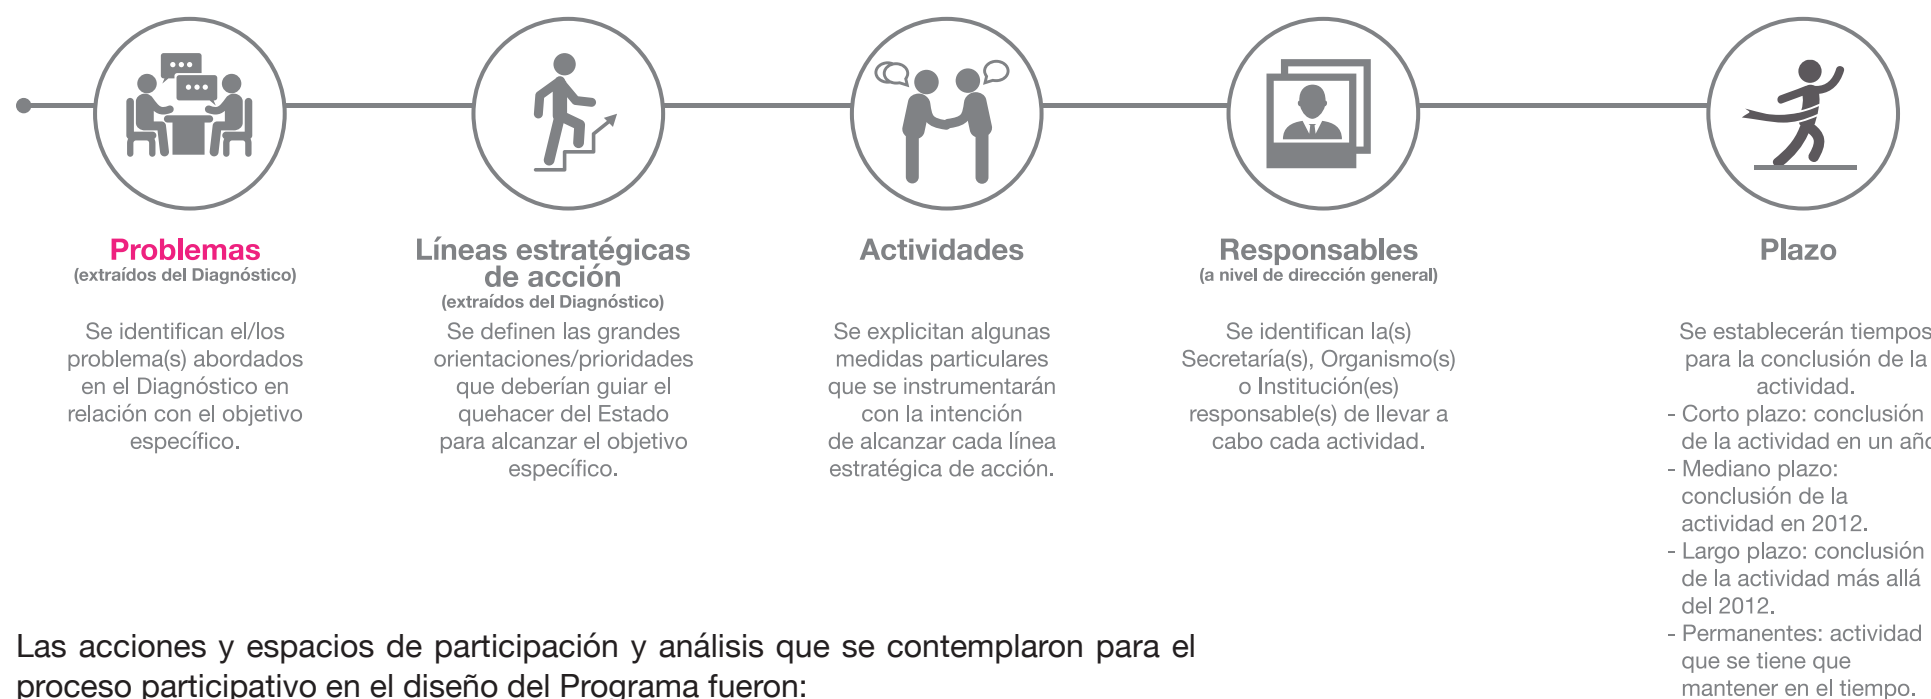 Problemas
(extraídos del Diagnóstico)
Se identifican el/los
problema(s) abordados
en el Diagnóstico en
relación con el objetivo
específico.
Líneas estratégicas
de acción
(extraídos del Diagnóstico)
Se definen las grandes
orientaciones/prioridades
que deberían guiar el
quehacer del Estado
para alcanzar el objetivo
específico.
Actividades
Se explicitan algunas
medidas particulares
que se instrumentarán
con la intención
de alcanzar cada línea
estratégica de acción.
Responsables
(a nivel de dirección general)
Se identifican la(s)
Secretaría(s), Organismo(s)
o Institución(es)
responsable(s) de llevar a
cabo cada actividad.
Plazo
Se establecerán tiempos
para la conclusión de la
actividad.
- Corto plazo: conclusión
de la actividad en un año
- Mediano plazo:
conclusión de la
actividad en 2012.
- Largo plazo: conclusión
de la actividad más allá
del 2012.
- Permanentes: actividad
que se tiene que
mantener en el tiempo.
Las acciones y espacios de participación y análisis que se contemplaron para el
proceso participativo en el diseño del Programa fueron: